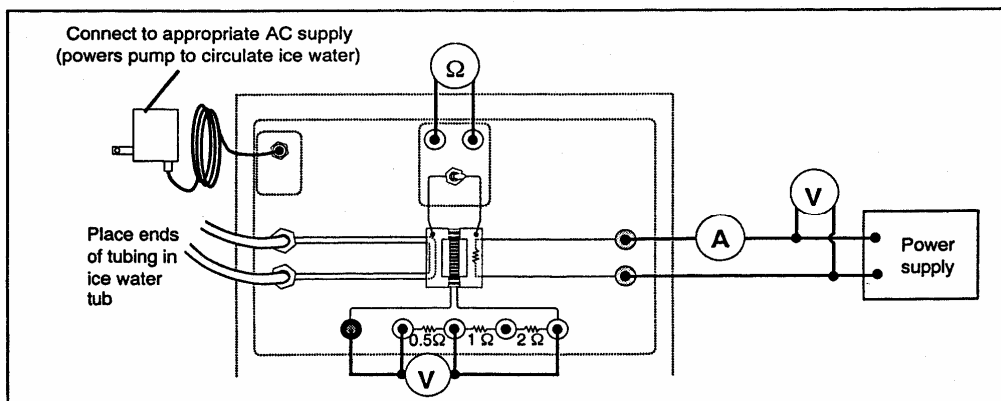 Connect to appropriate AC supply
(powers pump to circulate ice water)
Ω
V
A
Power
supply
Place ends
of tubing in
ice water
tub
0.5Ω 1 Ω 2 Ω
V